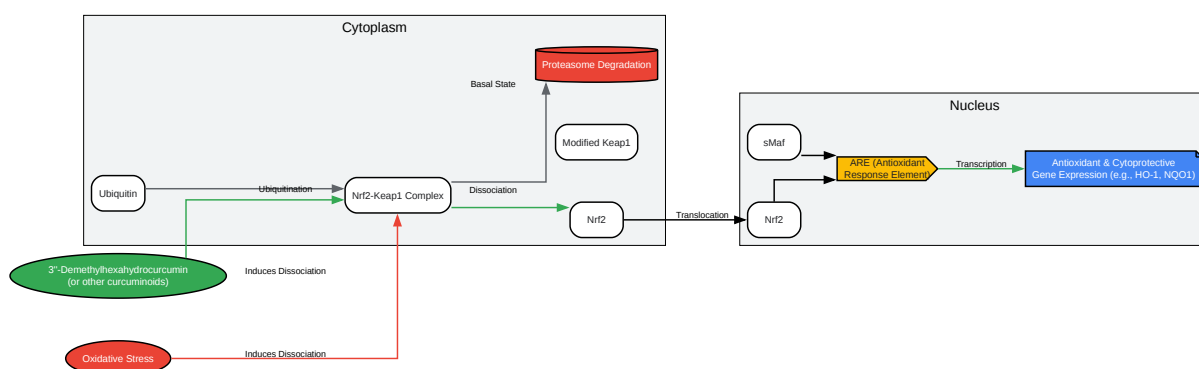 Cytoplasm
Proteasome Degradation
Basal State
Nucleus
Modified Keap1
sMaf
ARE (Antidoxidant
Response Element)
Transcription
Antioxidant & Cytoprotective
Gene Expression (e.g., HO-1, NQO1)
Ubiquitin
Ubiquitination
Nrf2-Keap1 Complex
Dissociation
Nrf2
Translocation
Nrf2
3"-Demethylhexahydrocurcumin
(or other curcuminoids)
Induces Dissociation
Oxidative Stress
Induces Dissociation